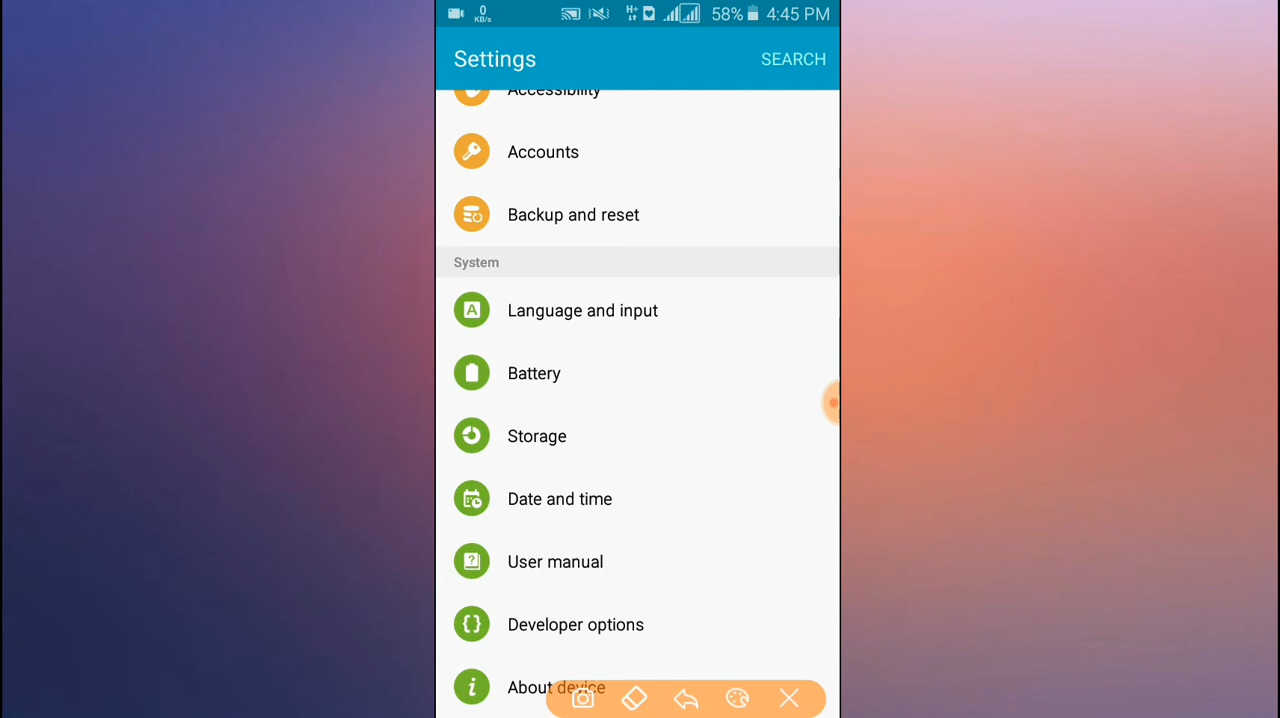 0 KB/s H+ 58% 4:45 PM
Settings SEARCH
Accessibility
Accounts
Backup and reset
System
A Language and input
Battery
Storage
Date and time
? User manual
{} Developer options
i About device